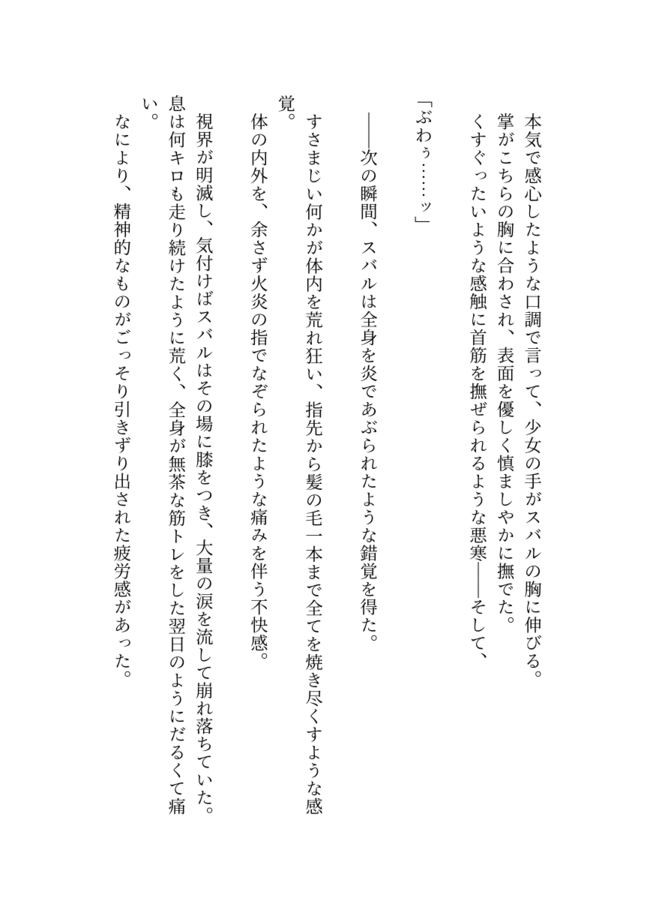 本気で感心したような口調で言って、少女の手がスバルの胸に伸びる。
掌がこちらの胸に合わされ、表面を優しく慎ましやかに撫でた。
くすぐったいような感触に首筋を撫ぜられるような悪寒――そして、
「ぶわぅ……ッ」
――次の瞬間、スバルは全身を炎であぶられたような錯覚を得た。
すさまじい何かが体内を荒れ狂い、指先から髪の毛一本まで全てを焼き尽くすような感
覚。
体の内外を、余さず火炎の指でなぞられたような痛みを伴う不快感。
視界が明滅し、気付けばスバルはその場に膝をつき、大量の涙を流して崩れ落ちていた。
息は何キロも走り続けたように荒く、全身が無茶な筋トレをした翌日のようにだるくて痛
い。
なにより、精神的なものがごっそり引きずり出された疲労感があった。